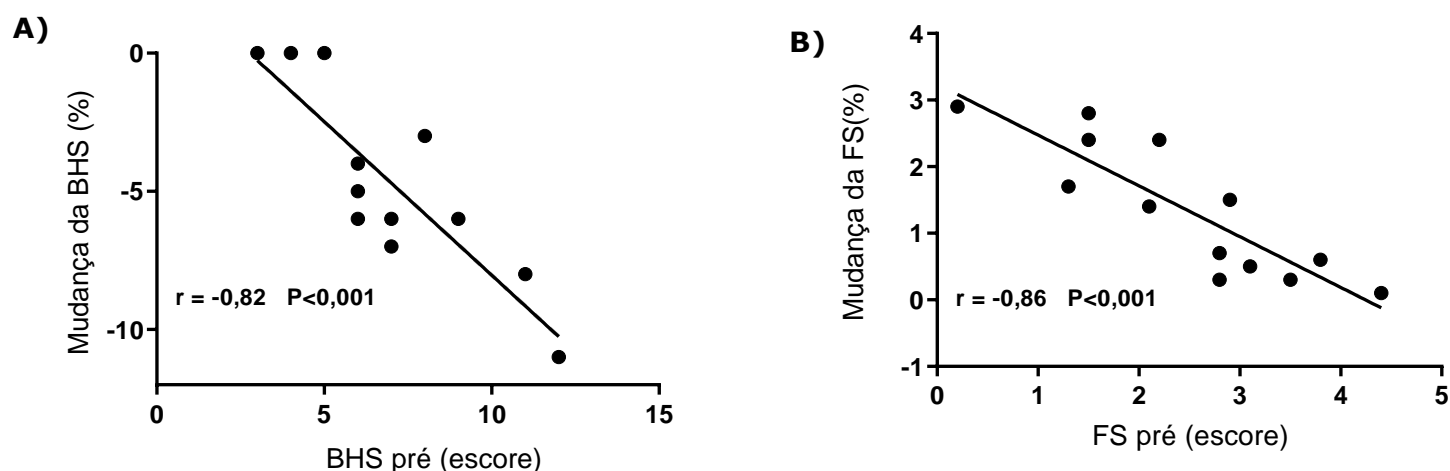 A)
Mudança da BHS (%)
0
-5
-10
r = -0,82 P<0,001
0 5 10 15
BHS pré (escore)
B)
Mudança da FS(%)
4
3
2
1
0
-1
r = -0,86 P<0,001
0 1 2 3 4 5
FS pré (escore)